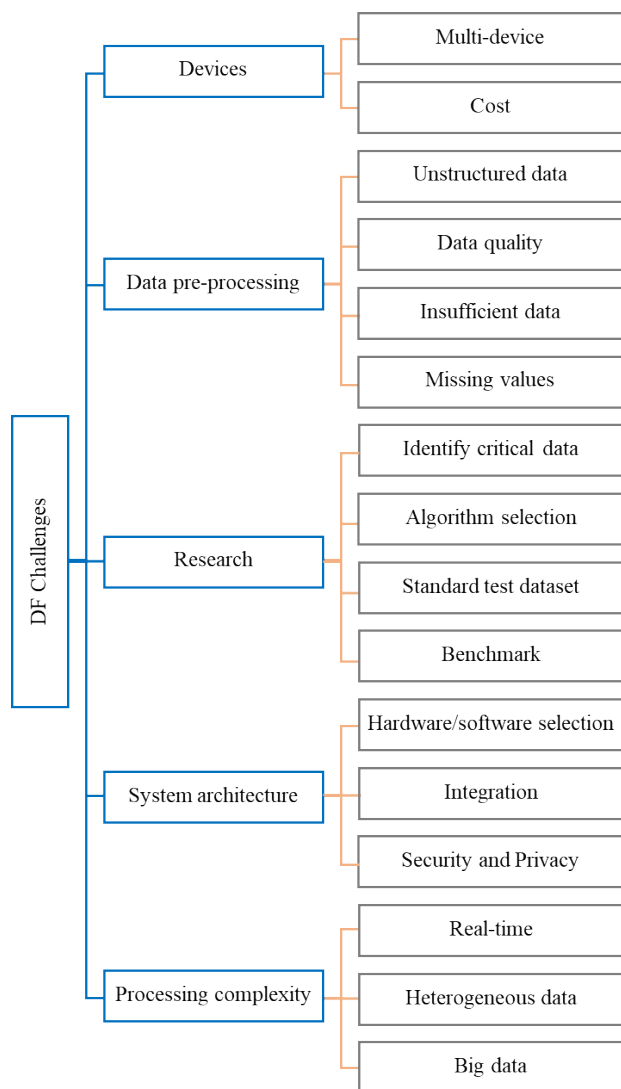 DF Challenges
Devices
Multi-device
Cost
Data pre-processing
Unstructured data
Data quality
Insufficient data
Missing values
Research
Identify critical data
Algorithm selection
Standard test dataset
Benchmark
System architecture
Hardware/software selection
Integration
Security and Privacy
Processing complexity
Real-time
Heterogeneous data
Big data